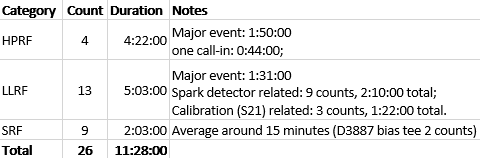 Category Count Duration Notes
HPRF 4 4:22:00 Major event: 1:50:00
one call-in: 0:44:00;
LLRF 13 5:03:00 Major event: 1:31:00
Spark detector related: 9 counts, 2:10:00 total;
Calibration (S21) related: 3 counts, 1:22:00 total.
SRF 9 2:03:00 Average around 15 minutes (D3887 bias tee 2 counts)
Total 26 11:28:00